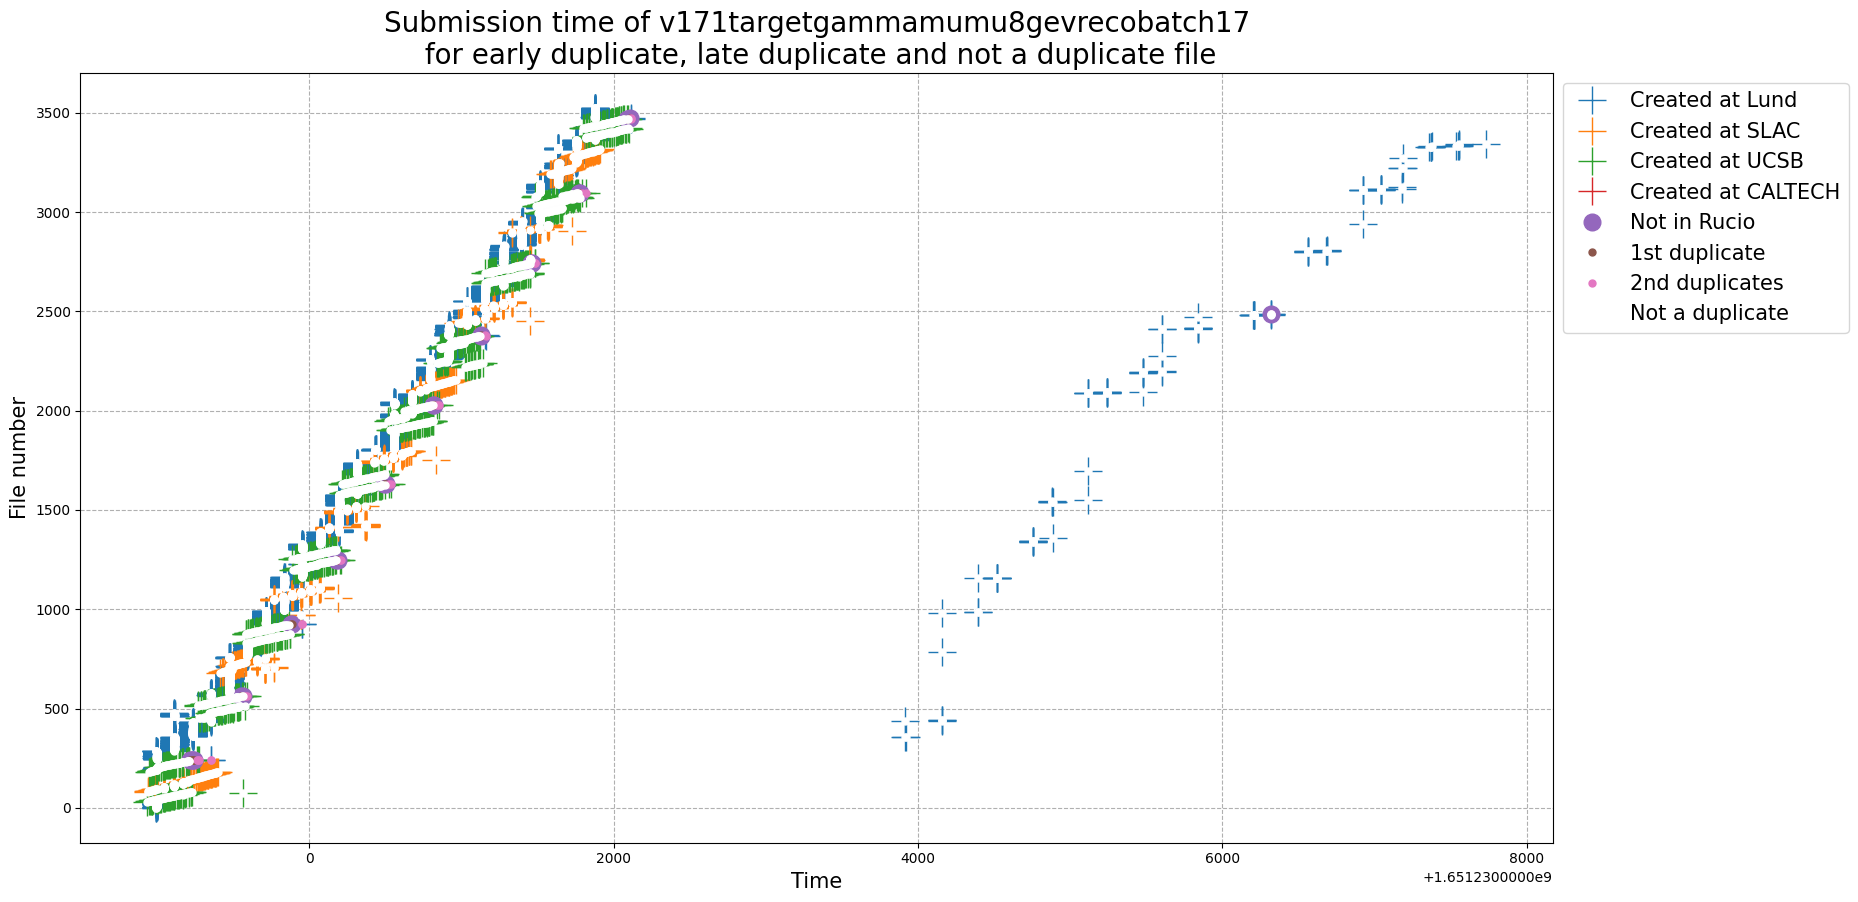 Submission time of v171targetgammamumu8gevrecobatch17
for early duplicate, late duplicate and not a duplicate file
3500
3000
2500
2000
1500
1000
500
0
File number
0
2000
4000
6000
8000
+1.6512300000e9
Time
Created at Lund
Created at SLAC
Created at UCSB
Created at CALTECH
Not in Rucio
1st duplicate
2nd duplicates
Not a duplicate